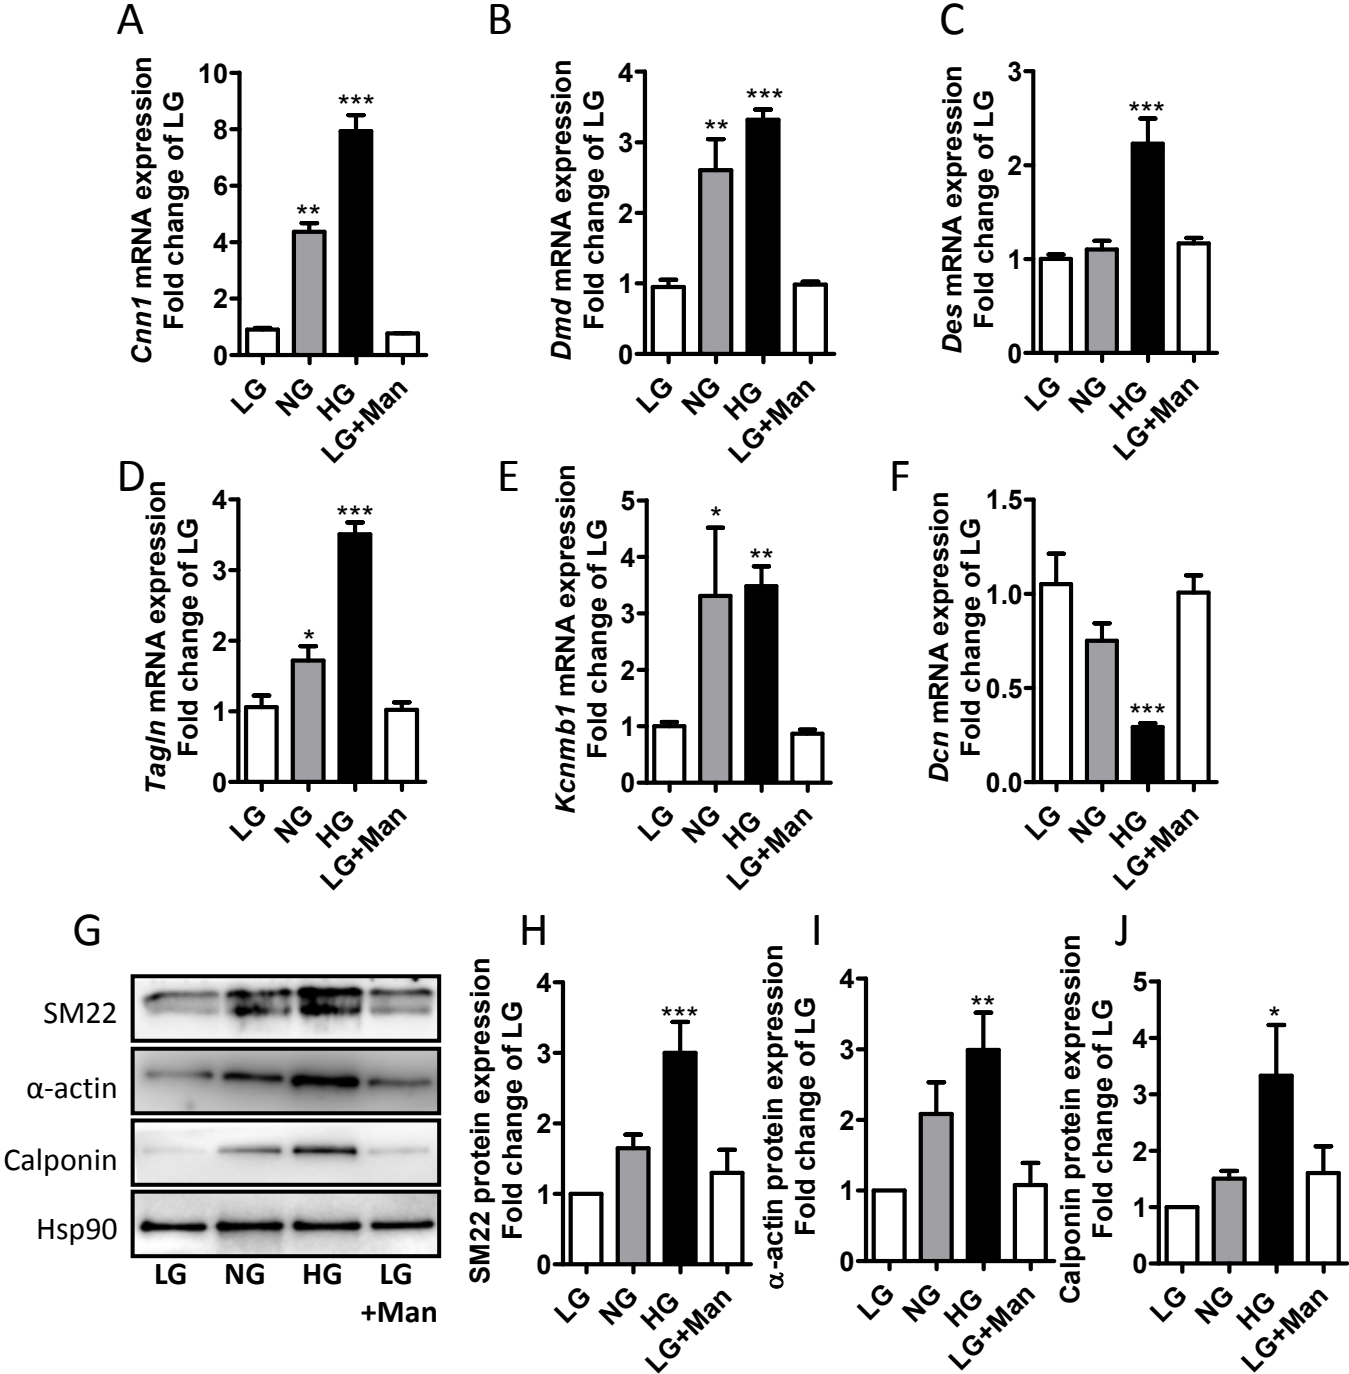 A
Cnn1 mRNA expression
Fold change of LG
10
8
6
4
2
0
**
***
LG
NG
HG
LG+Man
B
Dmd mRNA expression
Fold change of LG
4
3
2
1
0
**
***
LG
NG
HG
LG+Man
C
Des mRNA expression
Fold change of LG
3
2
1
0
***
LG
NG
HG
LG+Man
D
Tagln mRNA expression
Fold change of LG
4
3
2
1
0
*
***
LG
NG
HG
LG+Man
E
Kcnmb1 mRNA expression
Fold change of LG
5
4
3
2
1
0
*
**
LG
NG
HG
LG+Man
F
Dcn mRNA expression
Fold change of LG
1.5
1.0
0.5
0.0
***
LG
NG
HG
LG+Man
G
SM22
α-actin
Calponin
Hsp90
LG NG HG LG
+Man
H
SM22 protein expression
Fold change of LG
4
3
2
1
0
***
LG
NG
HG
LG+Man
I
α-actin protein expression
Fold change of LG
4
3
2
1
0
**
LG
NG
HG
LG+Man
J
Calponin protein expression
Fold change of LG
5
4
3
2
1
0
*
LG
NG
HG
LG+Man